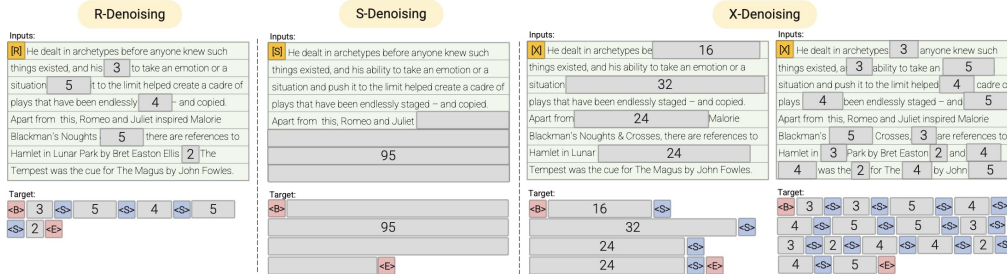 R-Denoising
Inputs:
[R] He dealt in archetypes before anyone knew such
things existed, and his 3 to take an emotion or a
situation 5 it to the limit helped create a cadre of
plays that have been endlessly 4 – and copied.
Apart from this, Romeo and Juliet inspired Malorie
Blackman's Noughts 5 there are references to
Hamlet in Lunar Park by Bret Easton Ellis 2 The
Tempest was the cue for The Magus by John Fowles.
Target:
<B> 3 <S> 5 <S> 4 <S> 5
<S> 2 <E>
S-Denoising
Inputs:
[S] He dealt in archetypes before anyone knew such
things existed, and his ability to take an emotion or a
situation and push it to the limit helped create a cadre of
plays that have been endlessly staged – and copied.
Apart from this, Romeo and Juliet
95
Target:
<B>
95
<E>
X-Denoising
Inputs:
[X] He dealt in archetypes be 16
things existed, and his ability to take an emotion or a
situation 32
plays that have been endlessly staged – and copied.
Apart from 24 Malorie
Blackman's Noughts & Crosses, there are references to
Hamlet in Lunar 24
Tempest was the cue for The Magus by John Fowles.
Target:
<B> 16 <S>
32 <S>
24 <S>
24 <S> <E>
Inputs:
[X] He dealt in archetypes 3 anyone knew such
things existed, a 3 ability to take an 5
situation and push it to the limit helped 4 cadre o
plays 4 been endlessly staged – and 5
Apart from this, Romeo and Juliet inspired Malorie
Blackman's 5 Crosses, 3 are references to
Hamlet in 3 Park by Bret Easton 2 and 4
4 was the 2 for The 4 by John 5
Target:
<B> 3 <S> 3 <S> 5 <S> 4 <S>
4 <S> 5 <S> 5 <S> 3 <S>
3 <S> 2 <S> 4 <S> 4 <S> 2 <S>
4 <S> 5 <E>